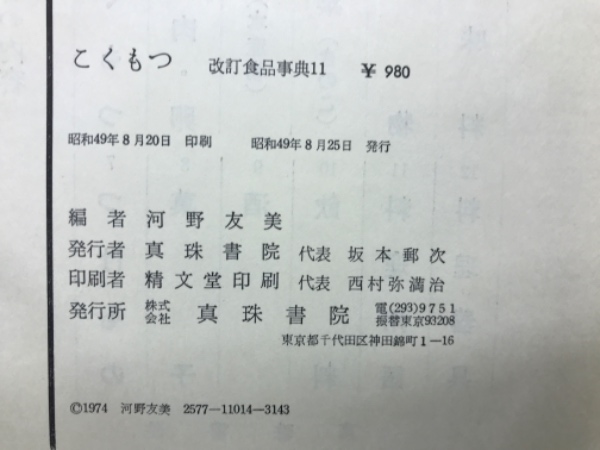 こくもつ 改訂食品事典11 ¥ 980
昭和49年8月20日 印刷 昭和49年8月25日 発行
編者 河野友美
発行者 真珠書院 代表 坂本郵次
印刷者 精文堂印刷 代表 西村弥満治
発行所 株式会社 真珠書院 電(293)9751
振替東京93208
東京都千代田区神田錦町1—16
©1974 河野友美 2577—11014—3143